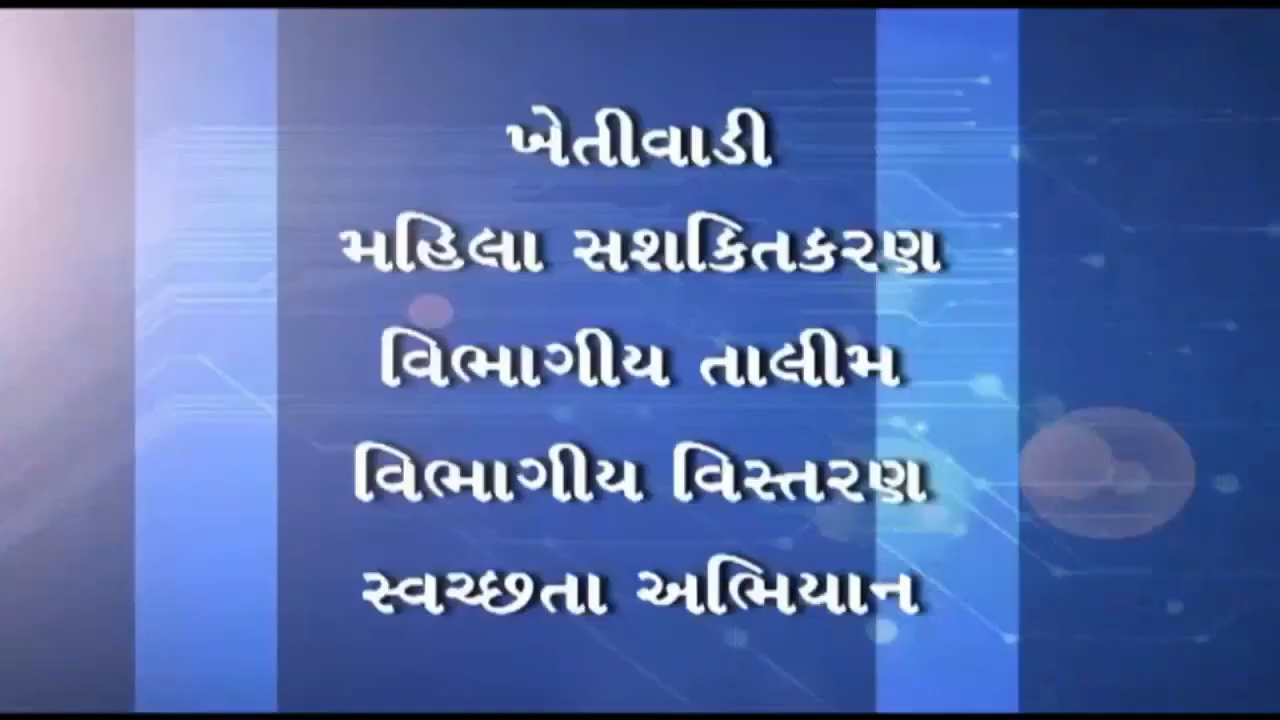 ખેતીવાડી
મહિલા સશકિતકરણ
વિભાગીય તાલીમ
વિભાગીય વિસ્તરણ
સ્વચ્છતા અભિયાન